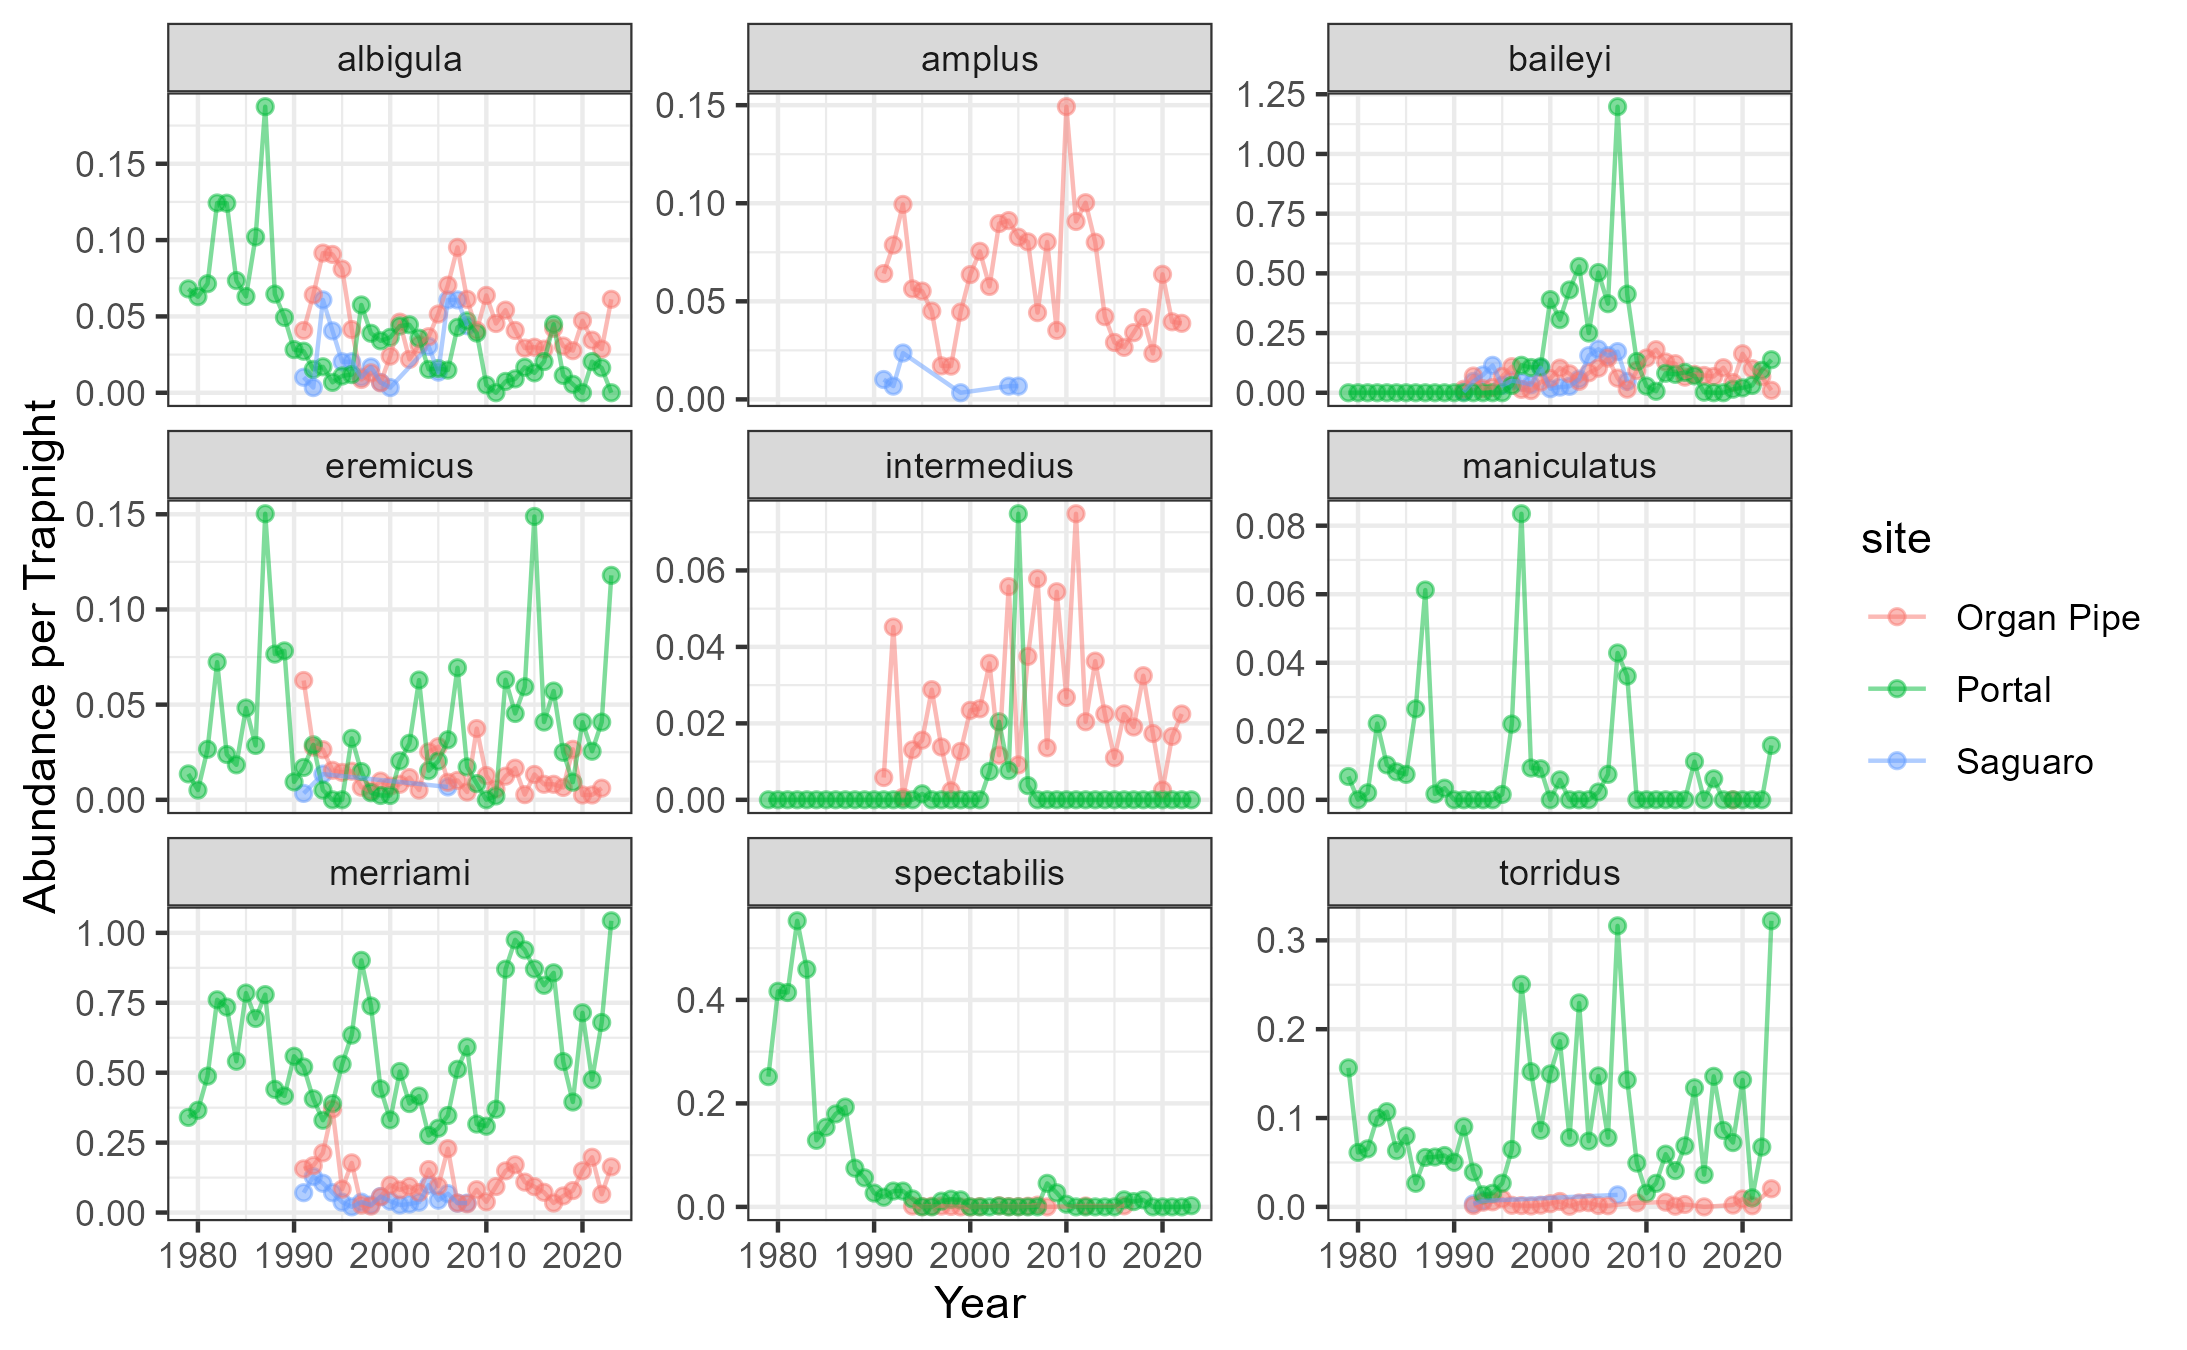 albigula
amplus
baileyi
0.15
0.10
0.05
0.00
0.15
0.10
0.05
0.00
1.25
1.00
0.75
0.50
0.25
0.00
eremicus
intermedius
maniculatus
0.15
0.10
0.05
0.00
0.06
0.04
0.02
0.00
0.08
0.06
0.04
0.02
0.00
merriami
spectabilis
torridus
1.00
0.75
0.50
0.25
0.00
0.4
0.2
0.0
0.3
0.2
0.1
0.0
1980 1990 2000 2010 2020
1980 1990 2000 2010 2020
1980 1990 2000 2010 2020
Year
Abundance per Trapnight
site
Organ Pipe
Portal
Saguaro